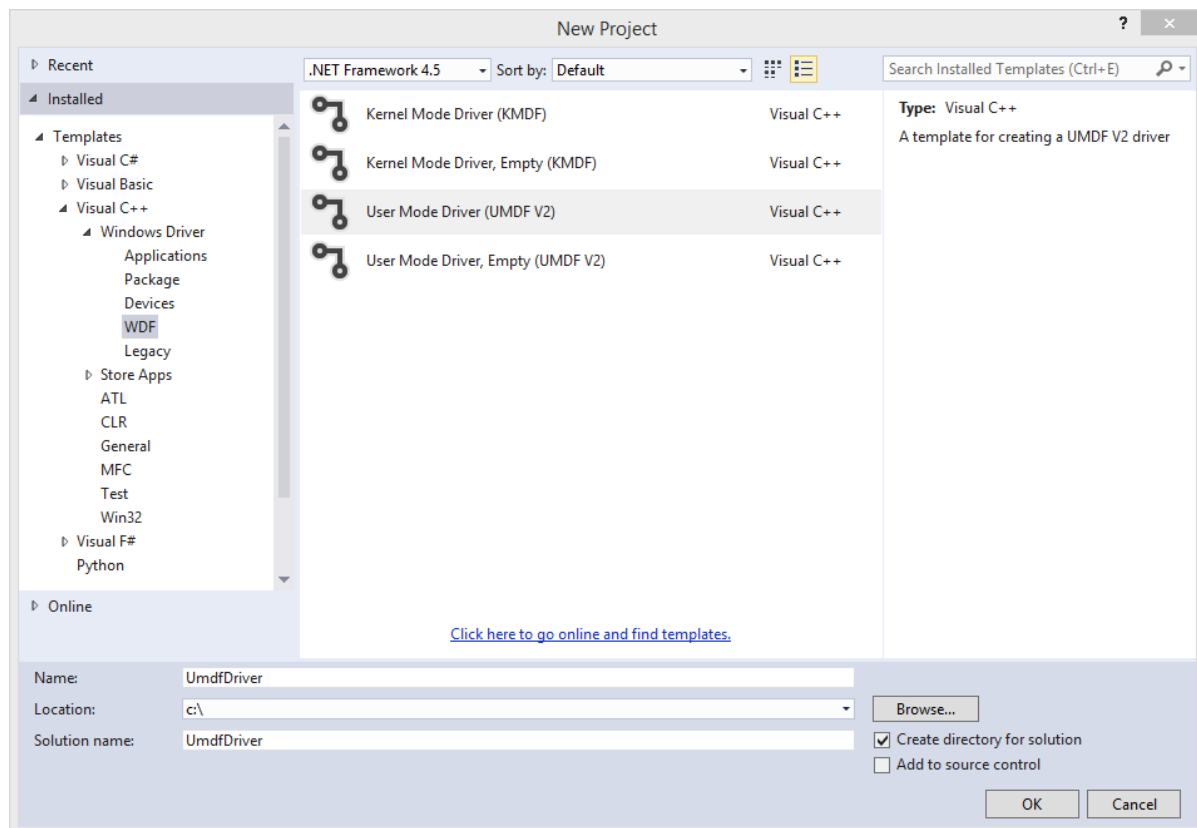 New Project
?
Recent
.NET Framework 4.5
Sort by: Default
Search Installed Templates (Ctrl+E)
Installed
Templates
Visual C#
Visual Basic
Visual C++
Windows Driver
Applications
Package
Devices
WDF
Legacy
Store Apps
ATL
CLR
General
MFC
Test
Win32
Visual F#
Python
Online
Kernel Mode Driver (KMDF) Visual C++
Kernel Mode Driver, Empty (KMDF) Visual C++
User Mode Driver (UMDF V2) Visual C++
User Mode Driver, Empty (UMDF V2) Visual C++
Click here to go online and find templates.
Type: Visual C++
A template for creating a UMDF V2 driver
Name: UmdfDriver
Location: c:\
Browse...
Solution name: UmdfDriver
Create directory for solution
Add to source control
OK Cancel